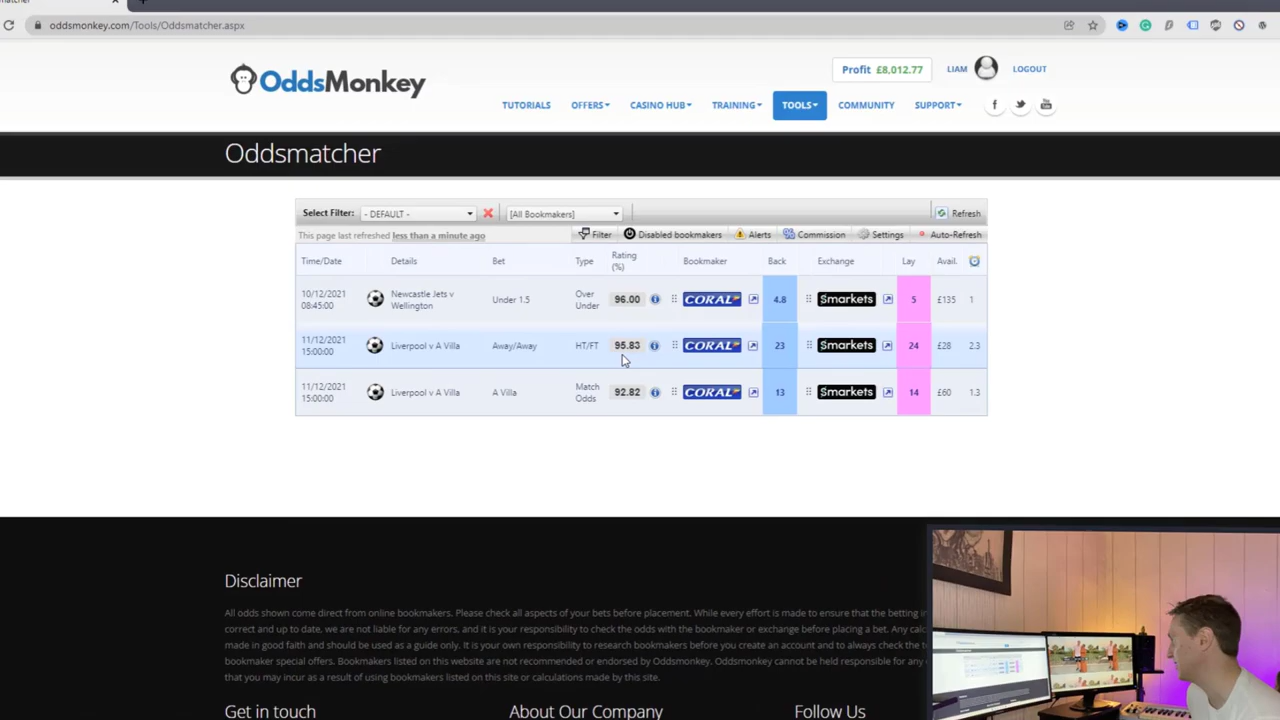 oddsmonkey.com/Tools/Oddsmatcher.aspx
OddsMonkey
Profit £8,012.77
LIAM
LOGOUT
TUTORIALS OFFERS CASINO HUB TRAINING TOOLS COMMUNITY SUPPORT
Oddsmatcher
Select Filter: - DEFAULT - [All Bookmakers] Refresh
This page last refreshed less than a minute ago Filter Disabled bookmakers Alerts Commission Settings Auto-Refresh
Time/Date Details Bet Type Rating (%) Bookmaker Back Exchange Lay Avail.
10/12/2021 08:45:00 Newcastle Jets v Wellington Under 1.5 Over Under 96.00 CORAL 4.8 Smarkets 5 £135 1
11/12/2021 15:00:00 Liverpool v A Villa Away/Away HT/FT 95.83 CORAL 23 Smarkets 24 £28 2.3
11/12/2021 15:00:00 Liverpool v A Villa A Villa Match Odds 92.82 CORAL 13 Smarkets 14 £60 1.3
Disclaimer
All odds shown come direct from online bookmakers. Please check all aspects of your bets before placement. While every effort is made to ensure that the betting in
correct and up to date, we are not liable for any errors, and it is your responsibility to check the odds with the bookmaker or exchange before placing a bet. Any calc
made in good faith and should be used as a guide only. It is your own responsibility to research bookmakers before you create an account and to always check the t
bookmaker special offers. Bookmakers listed on this website are not recommended or endorsed by Oddsmonkey. Oddsmonkey cannot be held responsible for any
that you may incur as a result of using bookmakers listed on this site or calculations made by this site.
Get in touch About Our Company Follow Us